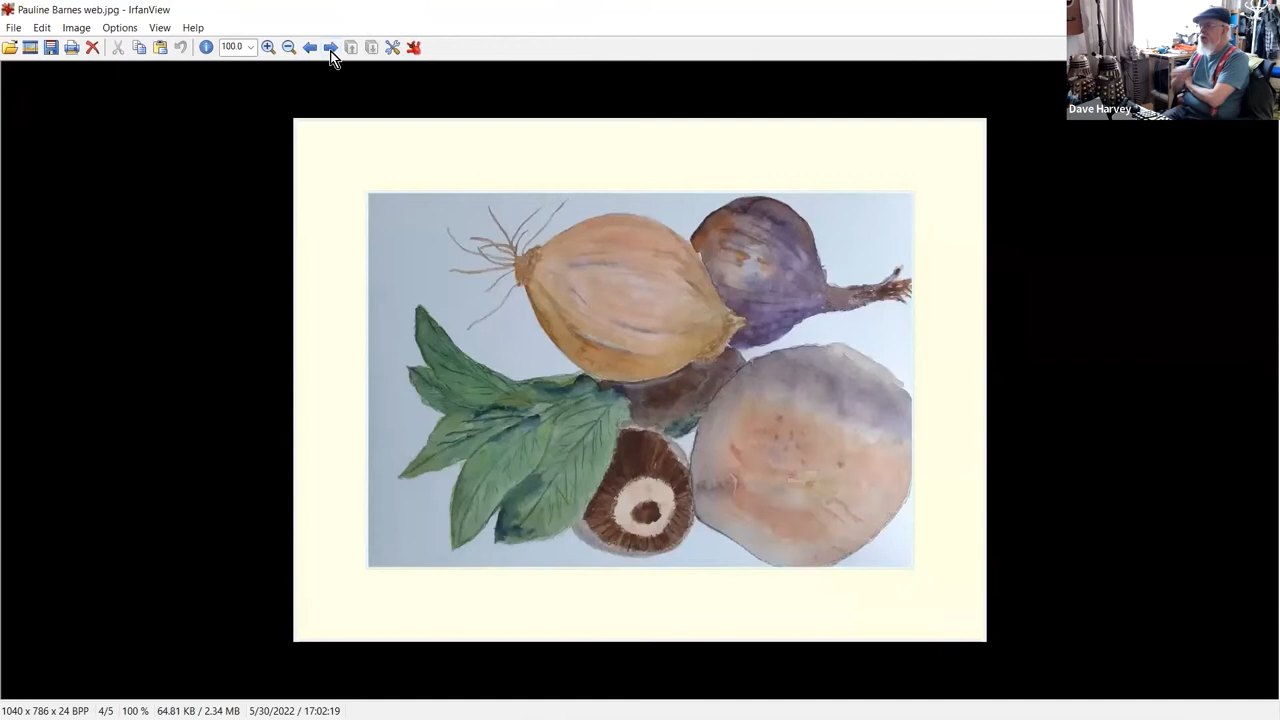 Pauline Barnes web.jpg - IrfanView
File Edit Image Options View Help
100.0
Dave Harvey
1040 x 786 x 24 BPP 4/5 100 % 64.81 KB / 2.34 MB 5/30/2022 / 17:02:19